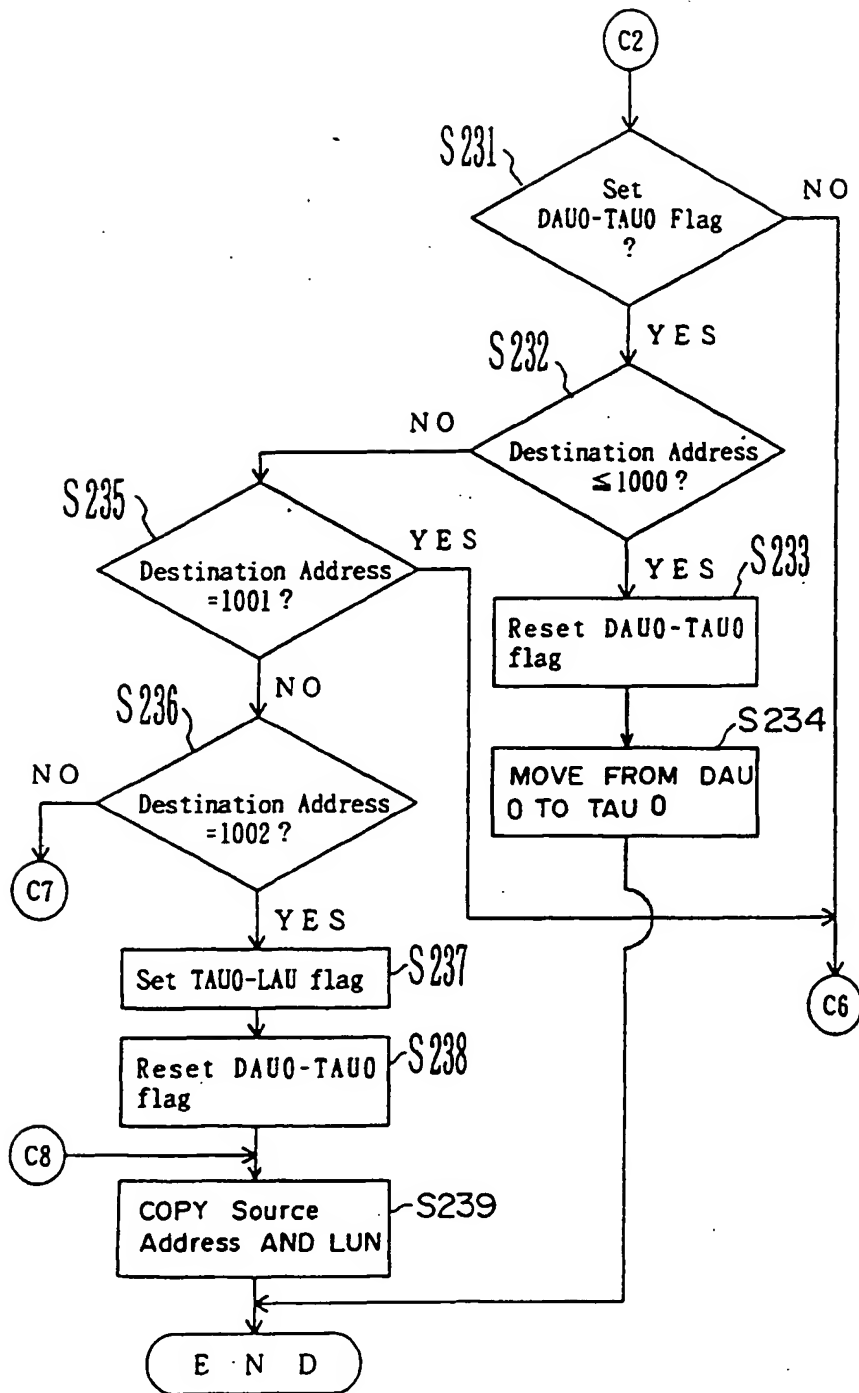 C2
S231
Set
DAU0-TAU0 Flag
?
NO
YES
S232
Destination Address
≦1000?
NO
YES
S235
Destination Address
=1001?
YES
NO
S233
Reset DAU0-TAU0
flag
S234
MOVE FROM DAU
0 TO TAU 0
S236
Destination Address
=1002?
NO
C7
YES
C6
Set TAU0-LAU flag
S237
Reset DAU0-TAU0
flag
S238
C8
COPY Source
Address AND LUN
S239
E N D